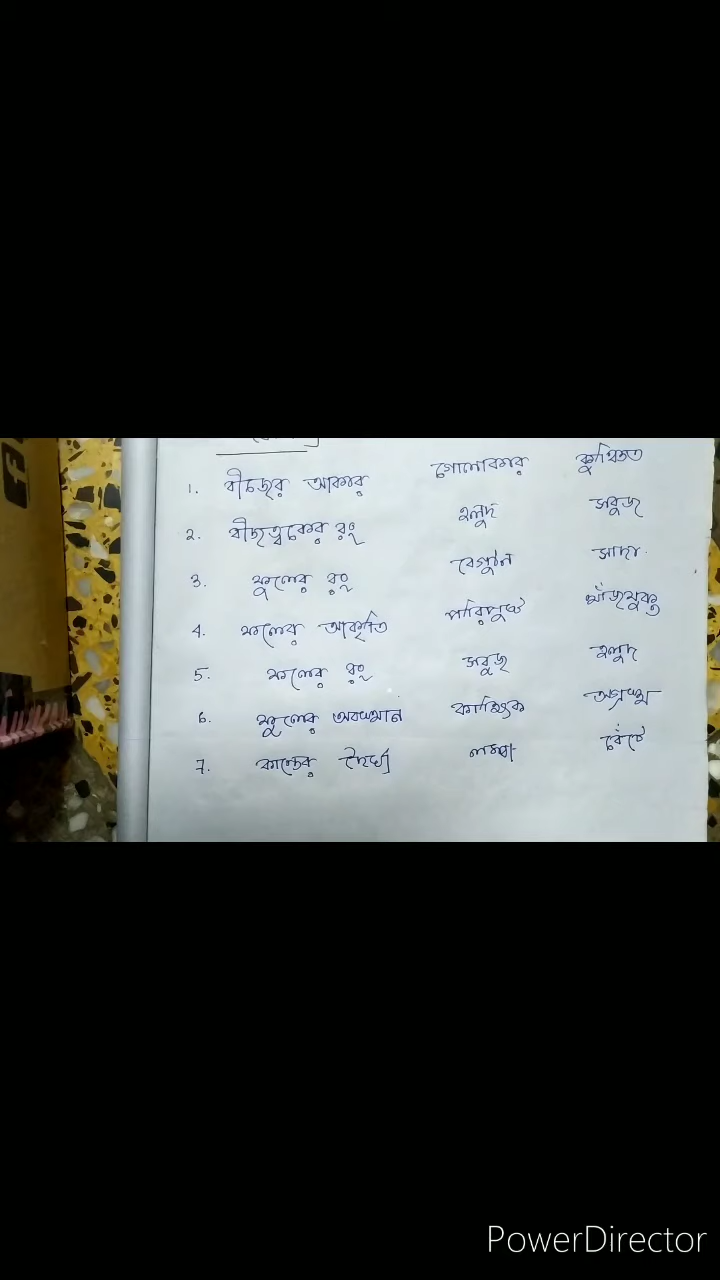 1. বীজের আকার গোলাকার কুঞ্চিত
2. বীজত্বকের রং হলুদ সবুজ
3. ফুলের রং বেগুনি সাদা.
4. ফলের আকৃতি পরিপুষ্ট খাঁজযুক্ত
5. ফলের রং সবুজ হলুদ
6. ফুলের অবস্থান কাক্ষিক অগ্রস্থ
7. কান্ডের দৈর্ঘ্য লম্বা বেঁটে
PowerDirector